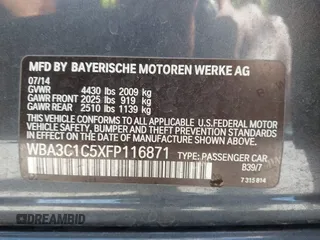 MFD BY BAYERISCHE MOTOREN WERKE AG
07/14
GVWR 4430 lbs 2009 kg
GAWR FRONT 2025 lbs 919 kg
GAWR REAR 2510 lbs 1139 kg
THIS VEHICLE CONFORMS TO ALL APPLICABLE
U.S. FEDERAL MOTOR VEHICLE SAFETY, BUMPER,
AND THEFT PREVENTION STANDARDS IN EFFECT
ON THE DATE OF MANUFACTURE SHOWN ABOVE.
WBA3C1C5XFP116871 TYPE: PASSENGER CAR
B39/7
7 315 814
DREAMBID